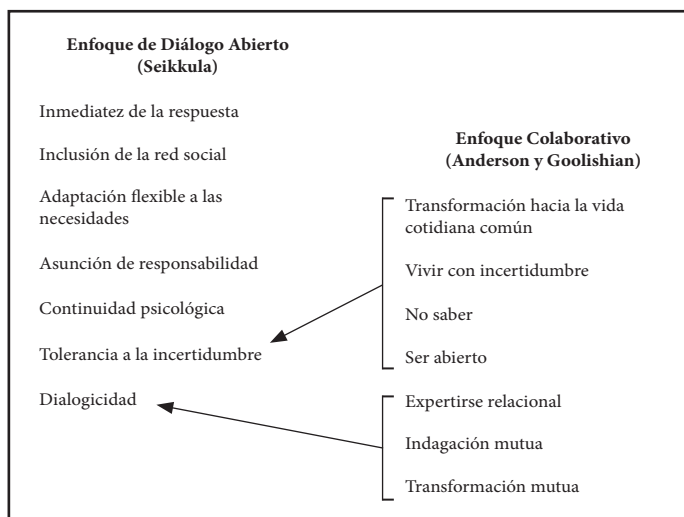 Enfoque de Diálogo Abierto
(Seikkula)
Inmediatez de la respuesta
Inclusión de la red social
Adaptación flexible a las
necesidades
Asunción de responsabilidad
Continuidad psicológica
Tolerancia a la incertidumbre
Dialogicidad
Enfoque Colaborativo
(Anderson y Goolishian)
Transformación hacia la vida
cotidiana común
Vivir con incertidumbre
No saber
Ser abierto
Expertirse relacional
Indagación mutua
Transformación mutua